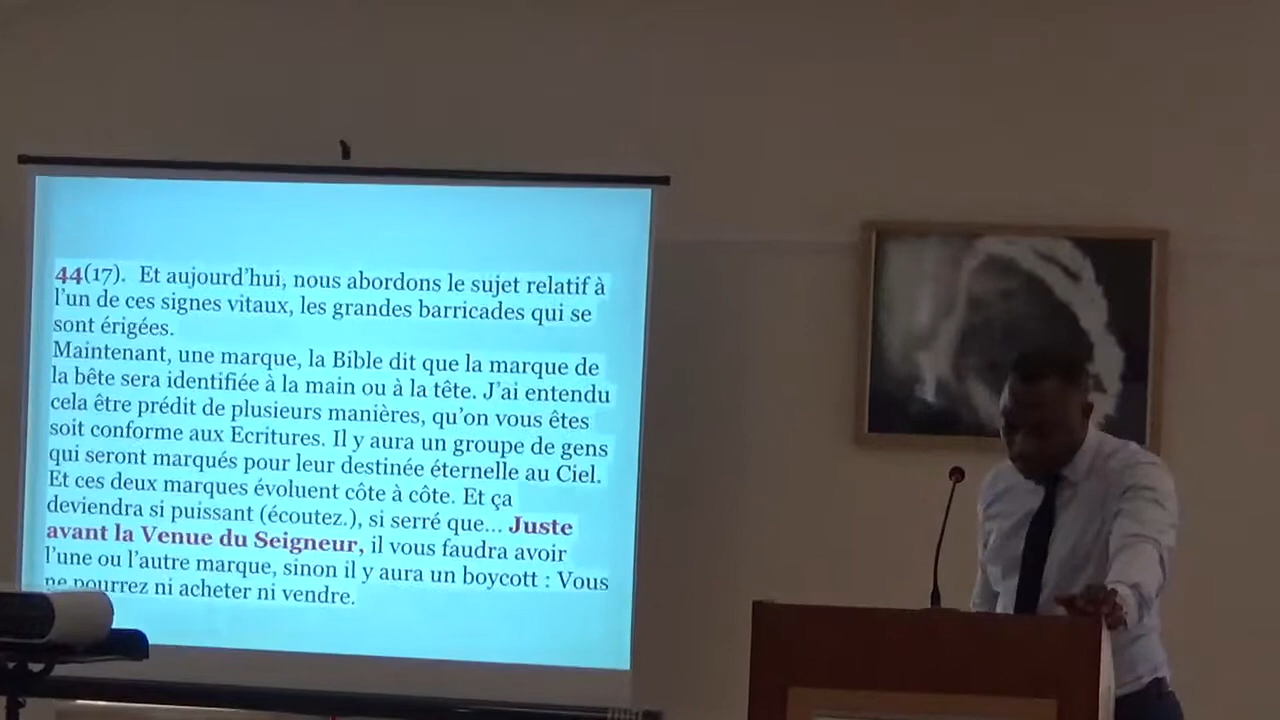 44(17). Et aujourd'hui, nous abordons le sujet relatif à
l'un de ces signes vitaux, les grandes barricades qui se
sont érigées.
Maintenant, une marque, la Bible dit que la marque de
la bête sera identifiée à la main ou à la tête. J'ai entendu
cela être prédit de plusieurs manières, qu'on vous êtes
soit conforme aux Ecritures. Il y aura un groupe de gens
qui seront marqués pour leur destinée éternelle au Ciel.
Et ces deux marques évoluent côte à côte. Et ça
deviendra si puissant (écoutez.), si serré que... Juste
avant la Venue du Seigneur, il vous faudra avoir
l'une ou l'autre marque, sinon il y aura un boycott : Vous
ne pourrez ni acheter ni vendre.